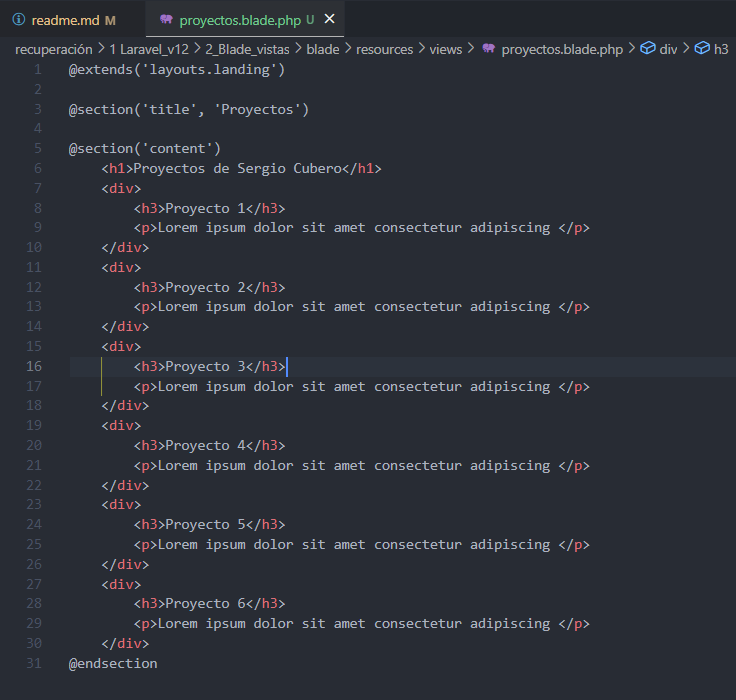 readme.md M
proyectos.blade.php U
recuperación > 1 Laravel_v12 > 2_Blade_vistas > blade > resources > views > proyectos.blade.php > div > h3
1 @extends('layouts.landing')
2
3 @section('title', 'Proyectos')
4
5 @section('content')
6 <h1>Proyectos de Sergio Cubero</h1>
7 <div>
8 <h3>Proyecto 1</h3>
9 <p>Lorem ipsum dolor sit amet consectetur adipiscing </p>
10 </div>
11 <div>
12 <h3>Proyecto 2</h3>
13 <p>Lorem ipsum dolor sit amet consectetur adipiscing </p>
14 </div>
15 <div>
16 <h3>Proyecto 3</h3>
17 <p>Lorem ipsum dolor sit amet consectetur adipiscing </p>
18 </div>
19 <div>
20 <h3>Proyecto 4</h3>
21 <p>Lorem ipsum dolor sit amet consectetur adipiscing </p>
22 </div>
23 <div>
24 <h3>Proyecto 5</h3>
25 <p>Lorem ipsum dolor sit amet consectetur adipiscing </p>
26 </div>
27 <div>
28 <h3>Proyecto 6</h3>
29 <p>Lorem ipsum dolor sit amet consectetur adipiscing </p>
30 </div>
31 @endsection